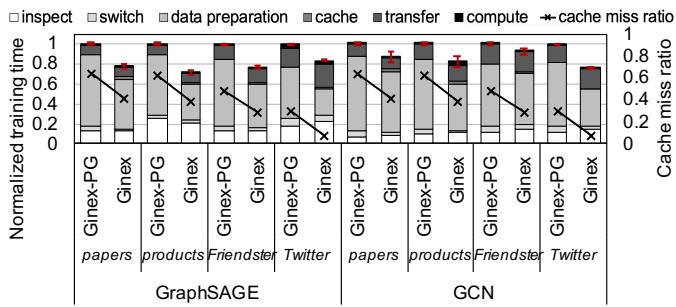 inspect switch data preparation cache transfer compute cache miss ratio
Normalized training time
1
0.8
0.6
0.4
0.2
0
1
0.8
0.6
0.4
0.2
0
Cache miss ratio
Ginex-PG Ginex Ginex-PG Ginex Ginex-PG Ginex Ginex-PG Ginex Ginex-PG Ginex Ginex-PG Ginex Ginex-PG Ginex Ginex-PG Ginex
papers products Friendster Twitter papers products Friendster Twitter
GraphSAGE GCN